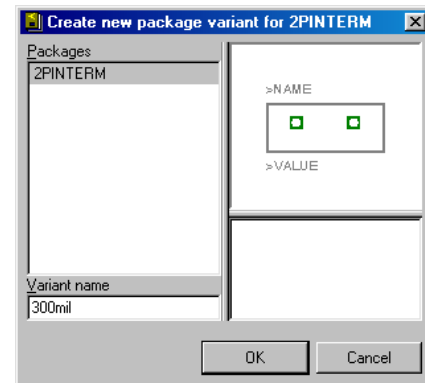 Create new package variant for 2PINTERM
Packages
2PINTERM
>NAME
>VALUE
Variant name
300mil
OK
Cancel